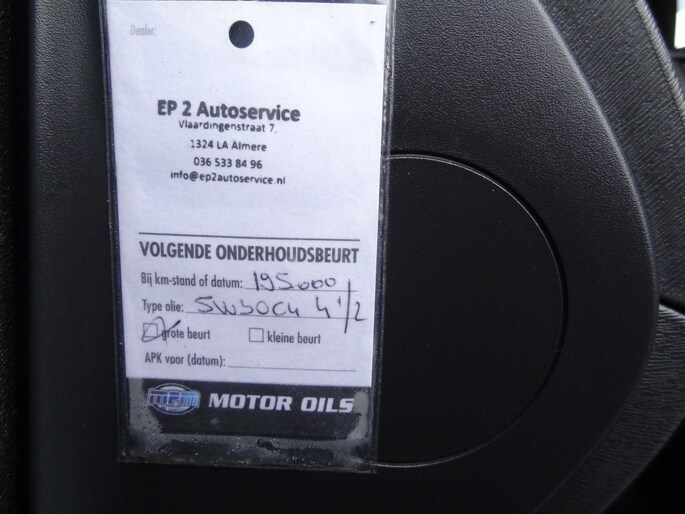 Dealer:
EP 2 Autoservice
Vlaardingenstraat 7,
1324 LA Almere
036 533 84 96
info@ep2autoservice.nl
VOLGENDE ONDERHOUDSBEURT
Bij km-stand of datum: 195000
Type olie: 5W30C4 4 1/2
grote beurt kleine beurt
APK voor (datum):
MOTOR OILS